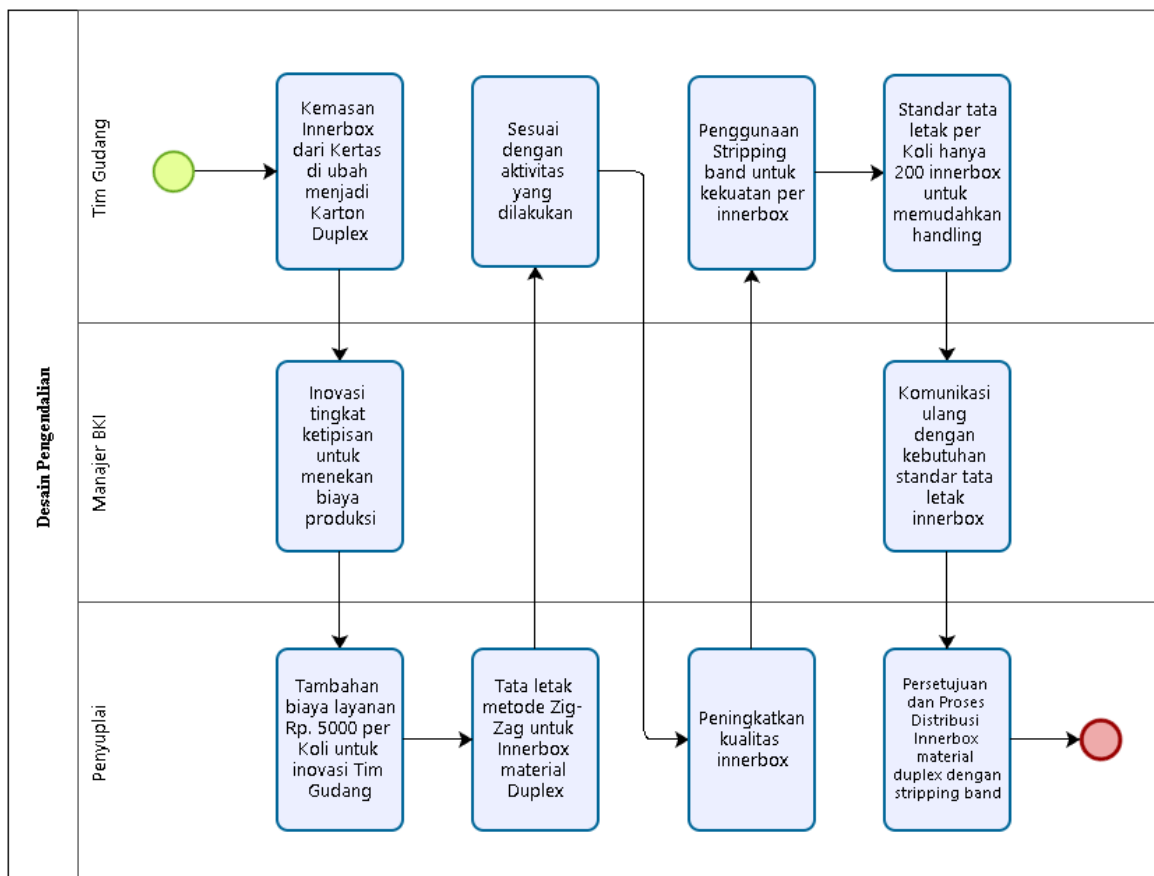 Desain Pengendalian
Tim Gudang
Kemasan
Innerbox
dari Kertas
di ubah
menjadi
Karton
Duplex
Sesuai
dengan
aktivitas
yang
dilakukan
Penggunaan
Stripping
band untuk
kekuatan per
innerbox
Standar tata
letak per
Koli hanya
200 innerbox
untuk
memudahkan
handling
Manajer BKI
Inovasi
tingkat
ketipisan
untuk
menekan
biaya
produksi
Komunikasi
ulang
dengan
kebutuhan
standar tata
letak
innerbox
Penyuplai
Tambahan
biaya layanan
Rp. 5000 per
Koli untuk
inovasi Tim
Gudang
Tata letak
metode Zig-
Zag untuk
Innerbox
material
Duplex
Peningkatkan
kualitas
innerbox
Persetujuan
dan Proses
Distribusi
Innerbox
material
duplex dengan
stripping band